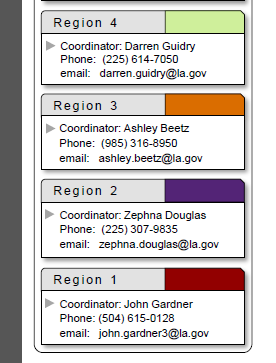 Region 4
Coordinator: Darren Guidry
Phone: (225) 614-7050
email: darren.guidry@la.gov
Region 3
Coordinator: Ashley Beetz
Phone: (985) 316-8950
email: ashley.beetz@la.gov
Region 2
Coordinator: Zephna Douglas
Phone: (225) 307-9835
email: zephna.douglas@la.gov
Region 1
Coordinator: John Gardner
Phone: (504) 615-0128
email: john.gardner3@la.gov